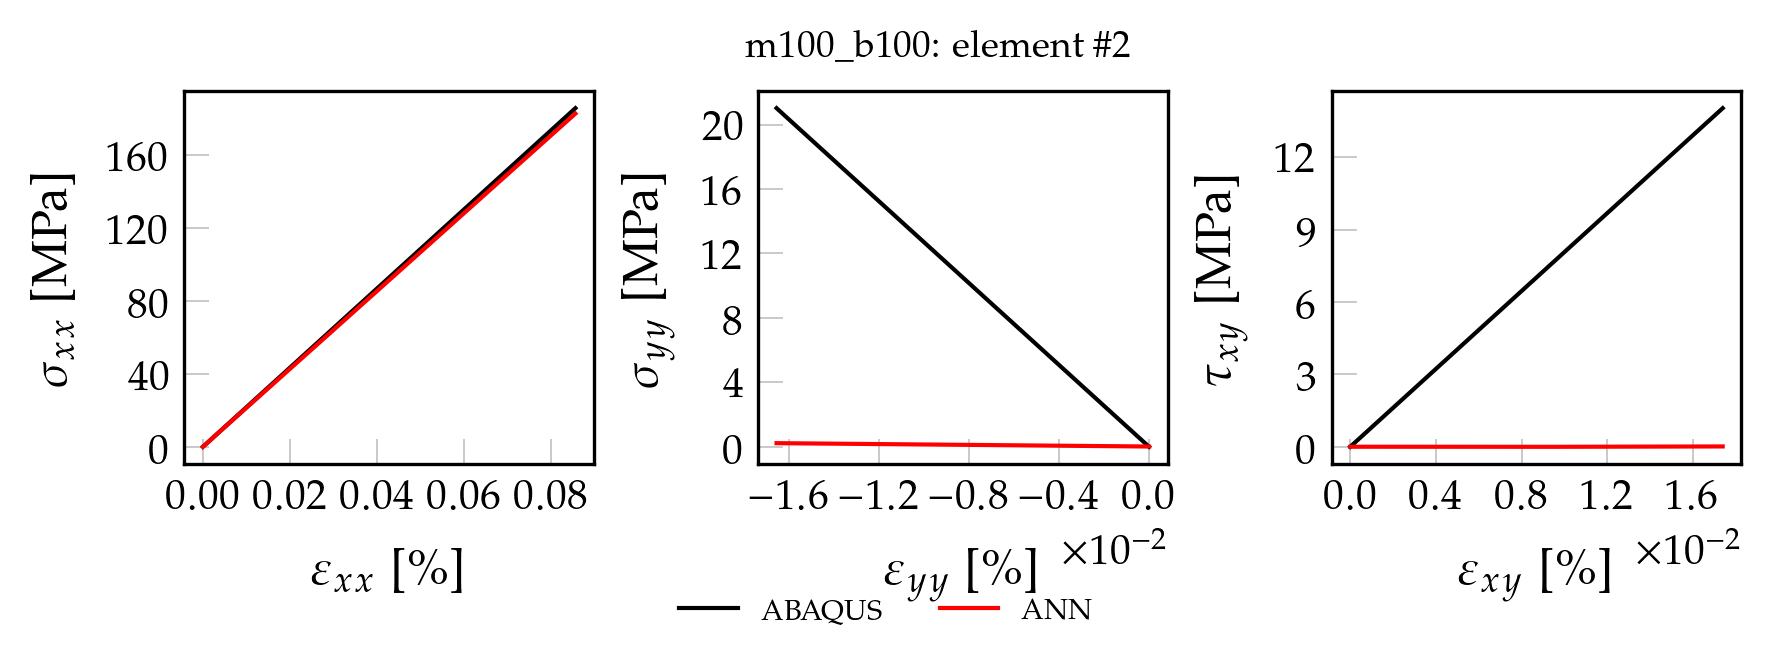 m100_b100: element #2
σxx [MPa]
160
120
80
40
0
0.00 0.02 0.04 0.06 0.08
εxx [%]
σyy [MPa]
20
16
12
8
4
0
−1.6 −1.2 −0.8 −0.4 0.0
×10−2
εyy [%]
τxy [MPa]
12
9
6
3
0
0.0 0.4 0.8 1.2 1.6
×10−2
εxy [%]
ABAQUS ANN